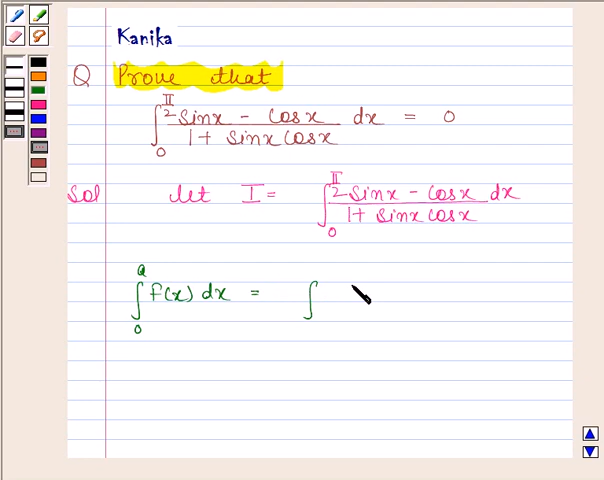 Kanika
Q Prove that
∫₀^{π/2} (sinx - cosx)/(1 + sinx cosx) dx = 0
Sol let I = ∫₀^{π/2} (sinx - cosx)/(1 + sinx cosx) dx
∫₀^a f(x) dx = ∫